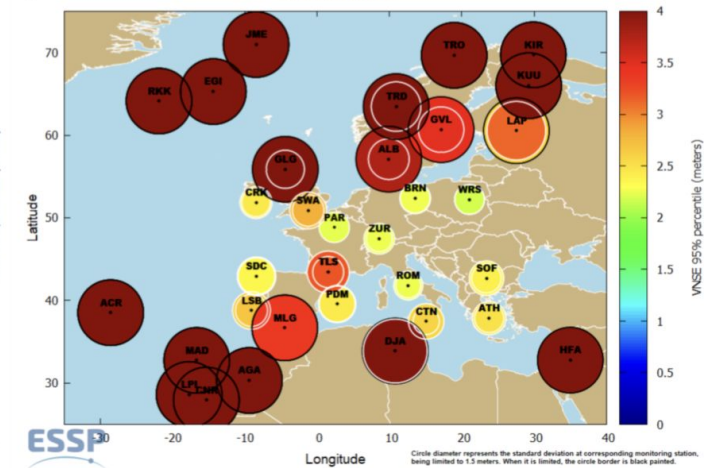 4
70
JME
TRO
KIR
3.5
EGI
KUU
RKK
TRD
3
60
GVL
LAP
ALB
GLG
2.5
CRK
SWA
BRN
WRS
Latitude
50
PAR
2
ZUR
VNSE 95% percentile (meters)
SDC
TLS
SOF
ROM
1.5
40
ACR
LSB
PDM
CTN
ATH
MLG
DJA
1
MAD
HFA
AGA
30
LPI
0.5
ESSP
-30
-20
-10
0
10
20
30
40
0
Longitude
Circle diameter represents the standard deviation at corresponding monitoring station,
being limited to 1.5 meters. When it is limited, the circle border is black painted.